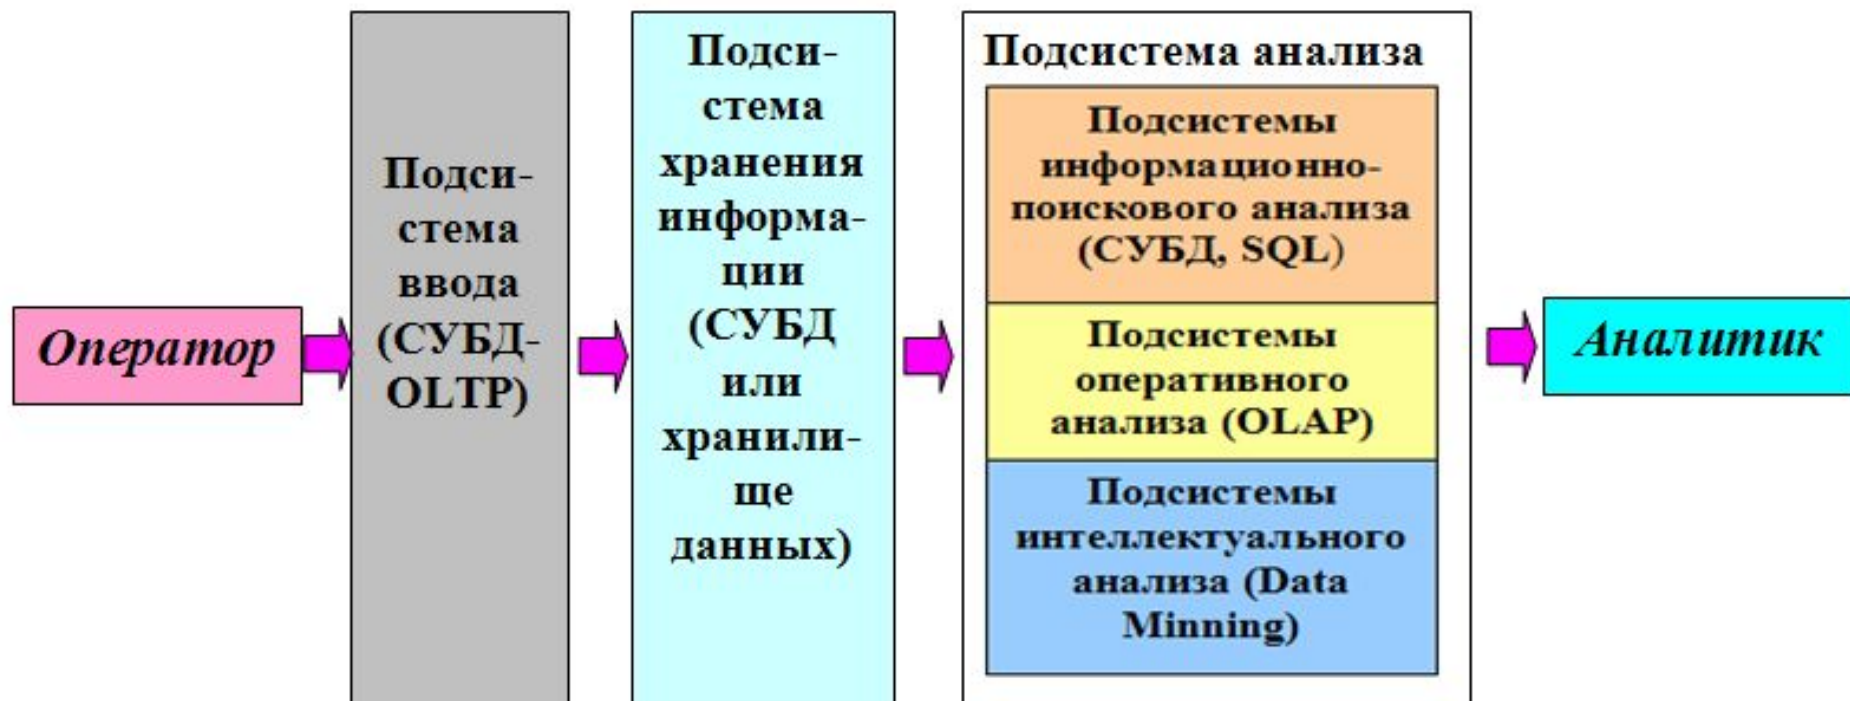 Оператор
Подси-
стема
ввода
(СУБД-
OLTP)
Подси-
стема
хранения
информа-
ции
(СУБД
или
хранили-
ще
данных)
Подсистема анализа
Подсистемы
информационно-
поискового анализа
(СУБД, SQL)
Подсистемы
оперативного
анализа (OLAP)
Подсистемы
интеллектуального
анализа (Data
Minning)
Аналитик